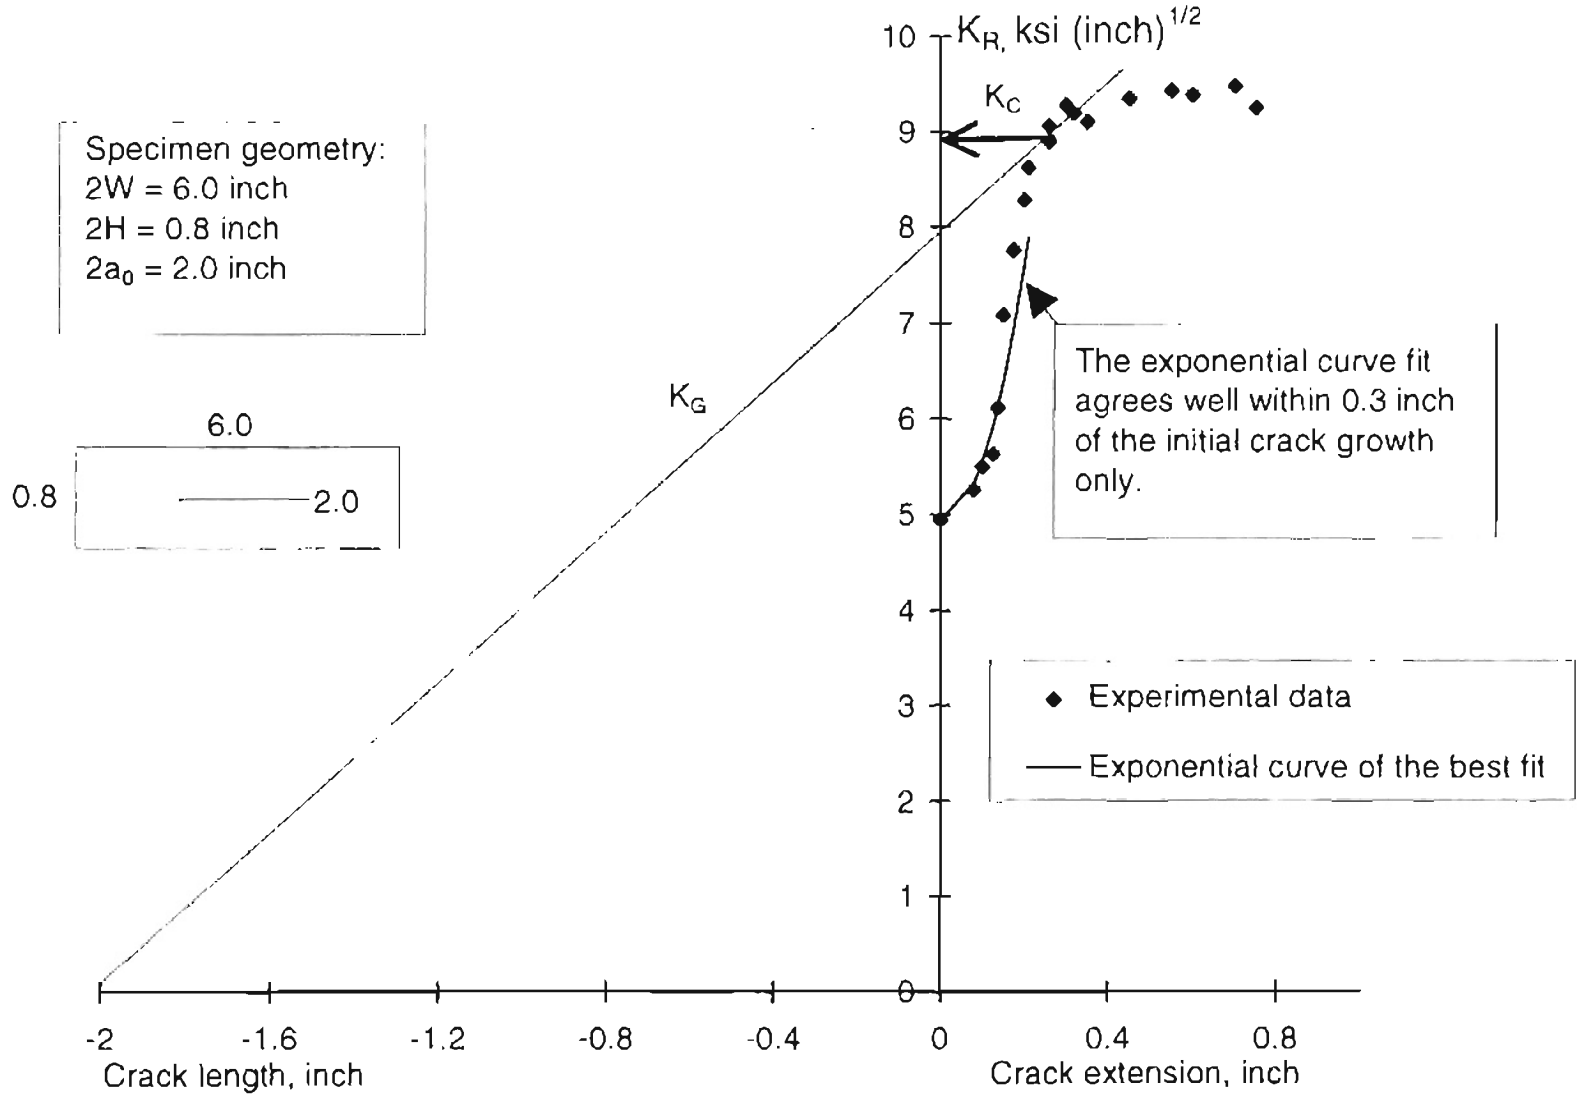 K_R, ksi (inch)^1/2
10
9
8
7
6
5
4
3
2
1
0
K_C
K_G
Specimen geometry:
2W = 6.0 inch
2H = 0.8 inch
2a_0 = 2.0 inch
6.0
0.8
2.0
The exponential curve fit
agrees well within 0.3 inch
of the initial crack growth
only.
Experimental data
Exponential curve of the best fit
-2 -1.6 -1.2 -0.8 -0.4 0 0.4 0.8
Crack length, inch
Crack extension, inch